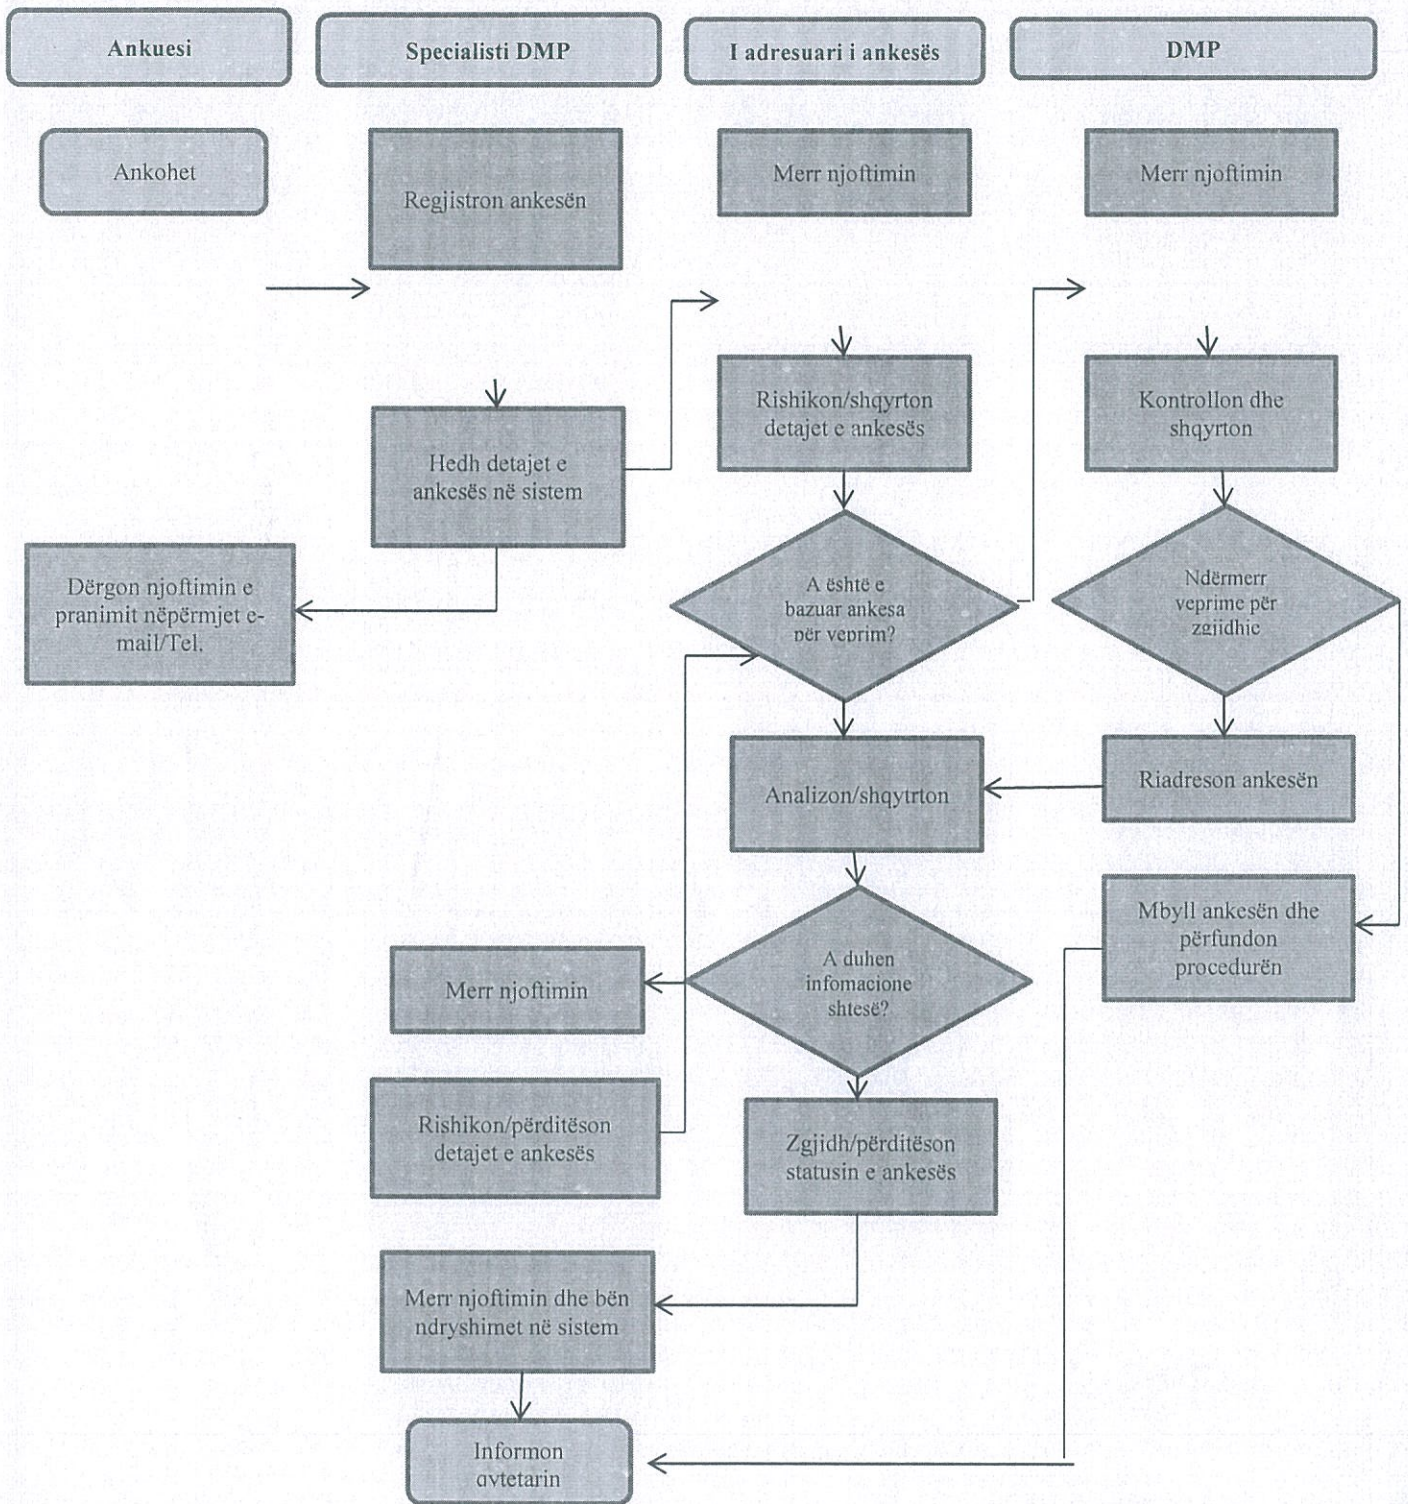 Ankuesi
Specialisti DMP
I adresuari i ankesës
DMP
Ankohet
Regjistron ankesën
Merr njoftimin
Merr njoftimin
Hedh detajet e
ankesës në sistem
Rishikon/shqyrton
detajet e ankesës
Kontrollon dhe
shqyrton
Dërgon njoftimin e
pranimit nëpërmjet e-
mail/Tel.
A është e
bazuar ankesa
për veprim?
Ndërmerr
veprime për
zgjidhje
Analizon/shqytrton
Riadreson ankesën
Merr njoftimin
A duhen
infomacione
shtesë?
Mbyll ankesën dhe
përfundon
procedurën
Rishikon/përditëson
detajet e ankesës
Zgjidh/përditëson
statusin e ankesës
Merr njoftimin dhe bën
ndryshimet në sistem
Informon
qytetarin